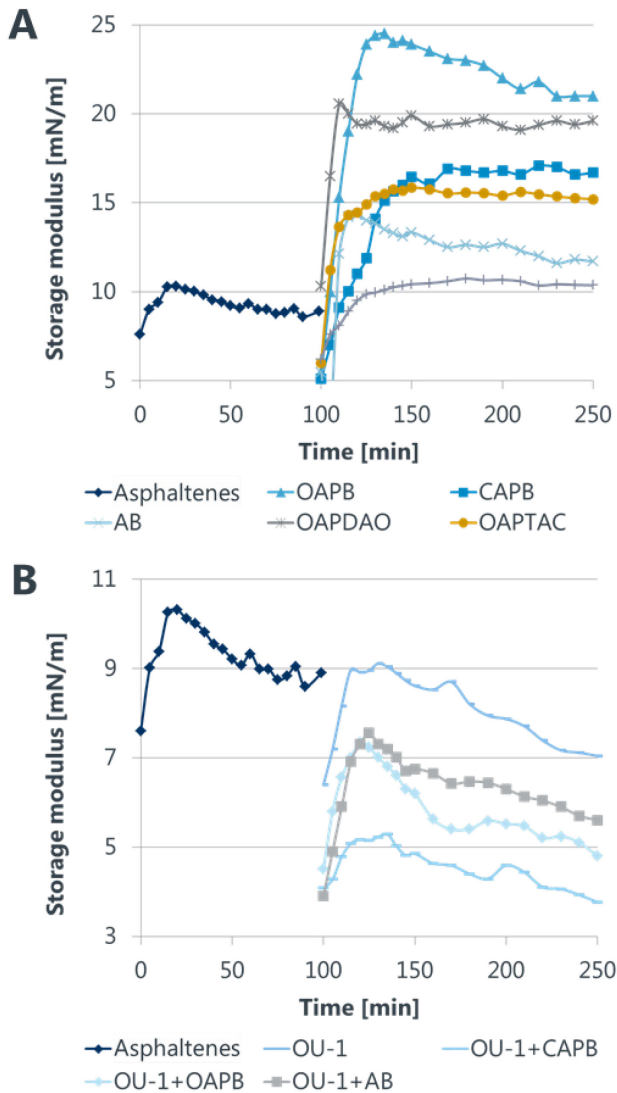 A
Storage modulus [mN/m]
25
20
15
10
5
0 50 100 150 200 250
Time [min]
Asphaltenes OAPB CAPB
AB OAPDAO OAPTAC
B
Storage modulus [mN/m]
11
9
7
5
3
0 50 100 150 200 250
Time [min]
Asphaltenes OU-1 OU-1+CAPB
OU-1+OAPB OU-1+AB